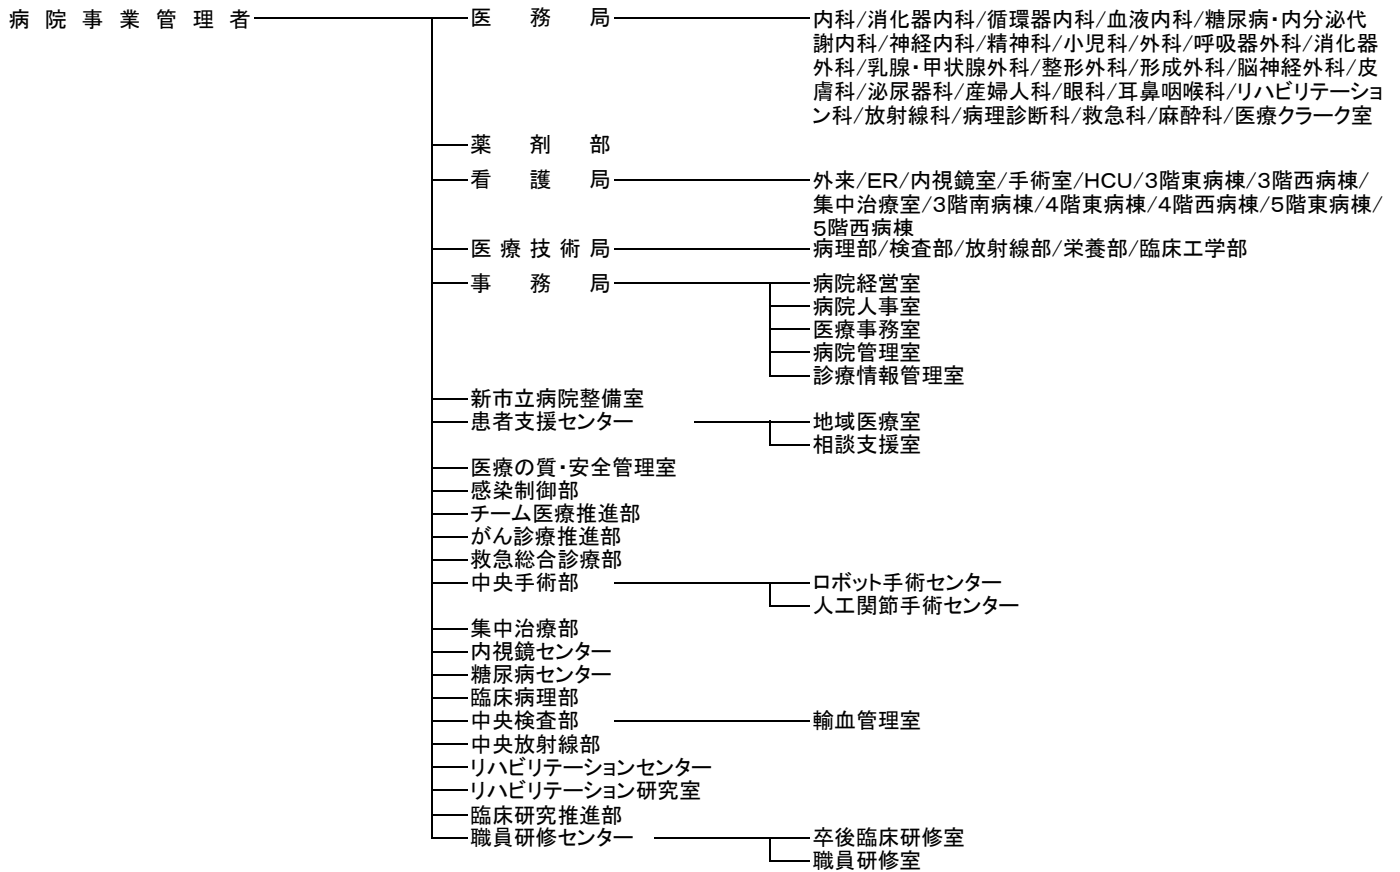 病院事業管理者
医務局
内科/消化器内科/循環器内科/血液内科/糖尿病・内分泌代
謝内科/神経内科/精神科/小児科/外科/呼吸器外科/消化器
外科/乳腺・甲状腺外科/整形外科/形成外科/脳神経外科/皮
膚科/泌尿器科/産婦人科/眼科/耳鼻咽喉科/リハビリテーショ
ン科/放射線科/病理診断科/救急科/麻酔科/医療クラーク室
薬剤部
看護局
外来/ER/内視鏡室/手術室/HCU/3階東病棟/3階西病棟/
集中治療室/3階南病棟/4階東病棟/4階西病棟/5階東病棟/
5階西病棟
医療技術局
病理部/検査部/放射線部/栄養部/臨床工学部
事務局
病院経営室
病院人事室
医療事務室
病院管理室
診療情報管理室
新市立病院整備室
患者支援センター
地域医療室
相談支援室
医療の質・安全管理室
感染制御部
チーム医療推進部
がん診療推進部
救急総合診療部
中央手術部
ロボット手術センター
人工関節手術センター
集中治療部
内視鏡センター
糖尿病センター
臨床病理部
中央検査部
輸血管理室
中央放射線部
リハビリテーションセンター
リハビリテーション研究室
臨床研究推進部
職員研修センター
卒後臨床研修室
職員研修室